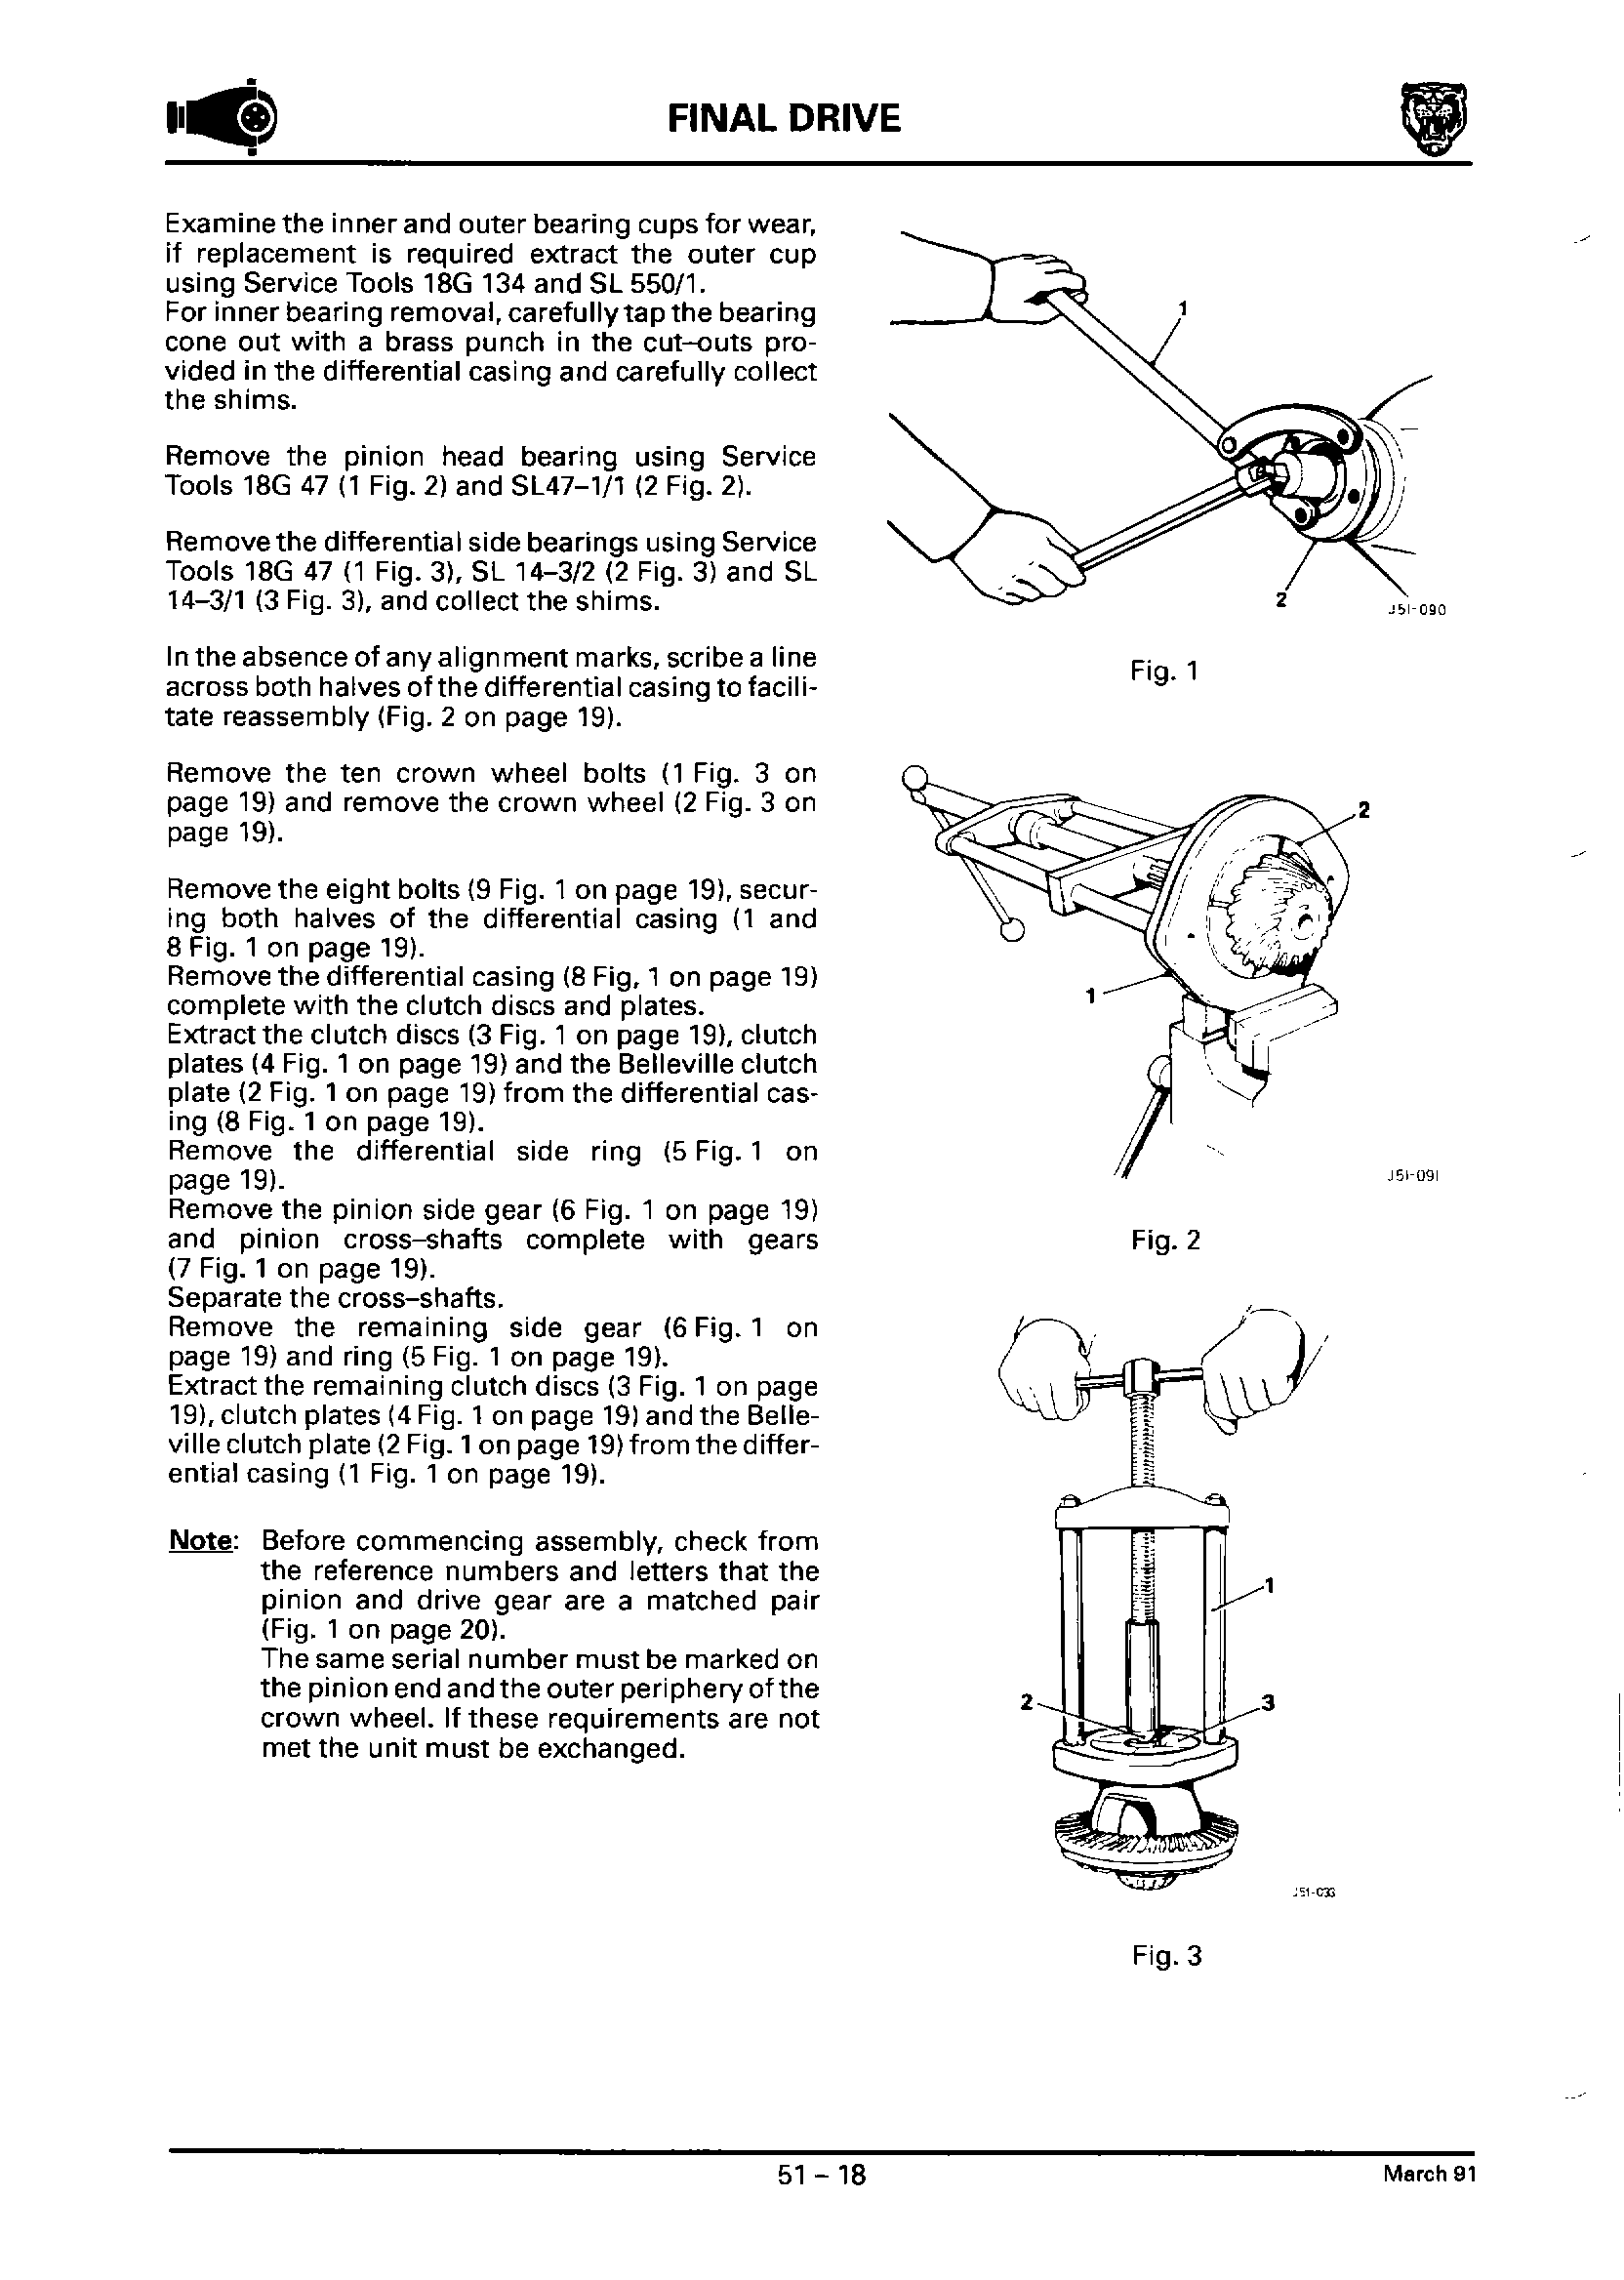 FINAL DRIVE
Examine the inner and outer bearing cups for wear,
if replacement is required extract the outer cup
using Service Tools 18G 134 and SL 550/1.
For inner bearing removal, carefully tap the bearing
cone out with a brass punch in the cut–outs pro-
vided in the differential casing and carefully collect
the shims.
Remove the pinion head bearing using Service
Tools 18G 47 (1 Fig. 2) and SL47–1/1 (2 Fig. 2).
Remove the differential side bearings using Service
Tools 18G 47 (1 Fig. 3), SL 14–3/2 (2 Fig. 3) and SL
14–3/1 (3 Fig. 3), and collect the shims.
In the absence of any alignment marks, scribe a line
across both halves of the differential casing to facili-
tate reassembly (Fig. 2 on page 19).
Remove the ten crown wheel bolts (1 Fig. 3 on
page 19) and remove the crown wheel (2 Fig. 3 on
page 19).
Remove the eight bolts (9 Fig. 1 on page 19), secur-
ing both halves of the differential casing (1 and
8 Fig. 1 on page 19).
Remove the differential casing (8 Fig, 1 on page 19)
complete with the clutch discs and plates.
Extract the clutch discs (3 Fig. 1 on page 19), clutch
plates (4 Fig. 1 on page 19) and the Belleville clutch
plate (2 Fig. 1 on page 19) from the differential cas-
ing (8 Fig. 1 on page 19).
Remove the differential side ring (5 Fig. 1 on
page 19).
Remove the pinion side gear (6 Fig. 1 on page 19)
and pinion cross–shafts complete with gears
(7 Fig. 1 on page 19).
Separate the cross–shafts.
Remove the remaining side gear (6 Fig. 1 on
page 19) and ring (5 Fig. 1 on page 19).
Extract the remaining clutch discs (3 Fig. 1 on page
19), clutch plates (4 Fig. 1 on page 19) and the Belle-
ville clutch plate (2 Fig. 1 on page 19) from the differ-
ential casing (1 Fig. 1 on page 19).
Note: Before commencing assembly, check from
the reference numbers and letters that the
pinion and drive gear are a matched pair
(Fig. 1 on page 20).
The same serial number must be marked on
the pinion end and the outer periphery of the
crown wheel. If these requirements are not
met the unit must be exchanged.
1
2
J51-090
Fig. 1
2
1
J51-091
Fig. 2
1
2
3
J51-033
Fig. 3
51 – 18
March 91